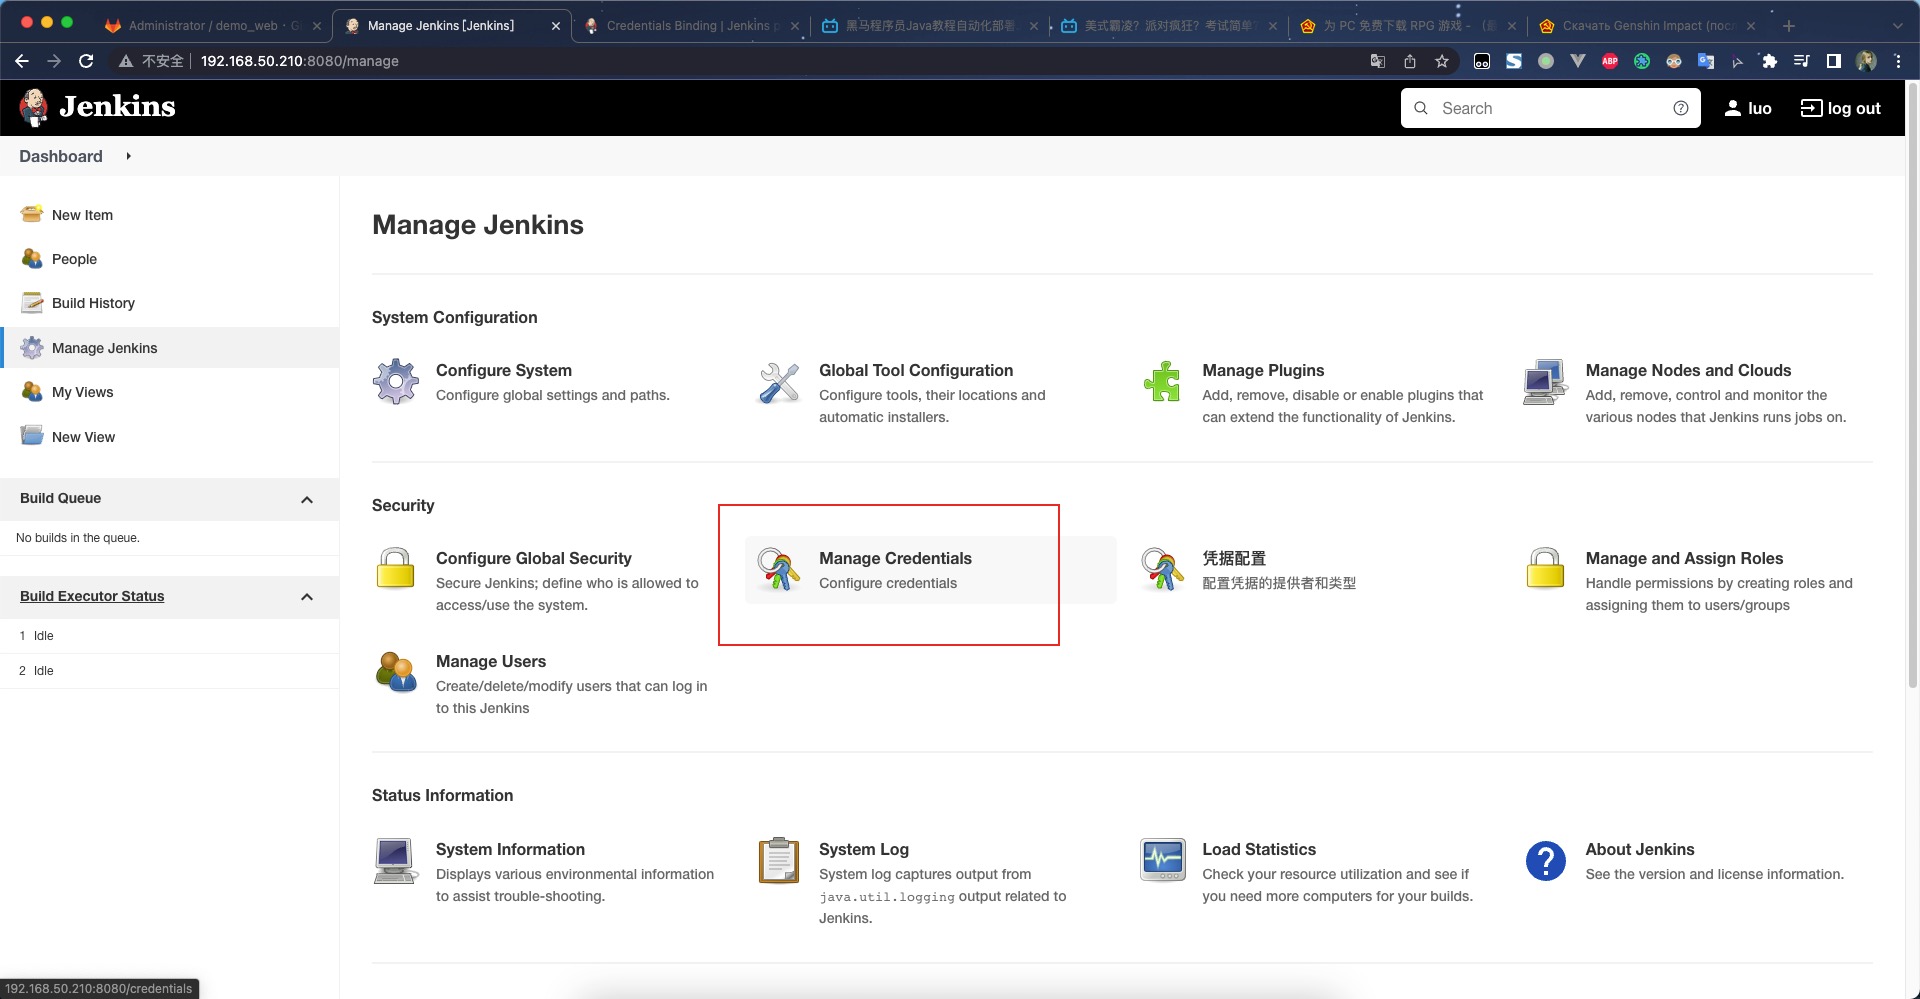 Administrator / demo_web · G
Manage Jenkins [Jenkins]
Credentials Binding | Jenkins p
黑马程序员Java教程自动化部署
美式霸凌？派对疯狂？考试简单？
为 PC 免费下载 RPG 游戏 - （最
Скачать Genshin Impact (посл
不安全
192.168.50.210:8080/manage
ABP
Jenkins
Search
luo
log out
Dashboard
New Item
People
Build History
Manage Jenkins
My Views
New View
Build Queue
No builds in the queue.
Build Executor Status
1 Idle
2 Idle
Manage Jenkins
System Configuration
Configure System
Configure global settings and paths.
Global Tool Configuration
Configure tools, their locations and
automatic installers.
Manage Plugins
Add, remove, disable or enable plugins that
can extend the functionality of Jenkins.
Manage Nodes and Clouds
Add, remove, control and monitor the
various nodes that Jenkins runs jobs on.
Security
Configure Global Security
Secure Jenkins; define who is allowed to
access/use the system.
Manage Credentials
Configure credentials
凭据配置
配置凭据的提供者和类型
Manage and Assign Roles
Handle permissions by creating roles and
assigning them to users/groups
Manage Users
Create/delete/modify users that can log in
to this Jenkins
Status Information
System Information
Displays various environmental information
to assist trouble-shooting.
System Log
System log captures output from
java.util.logging output related to
Jenkins.
Load Statistics
Check your resource utilization and see if
you need more computers for your builds.
About Jenkins
See the version and license information.
192.168.50.210:8080/credentials